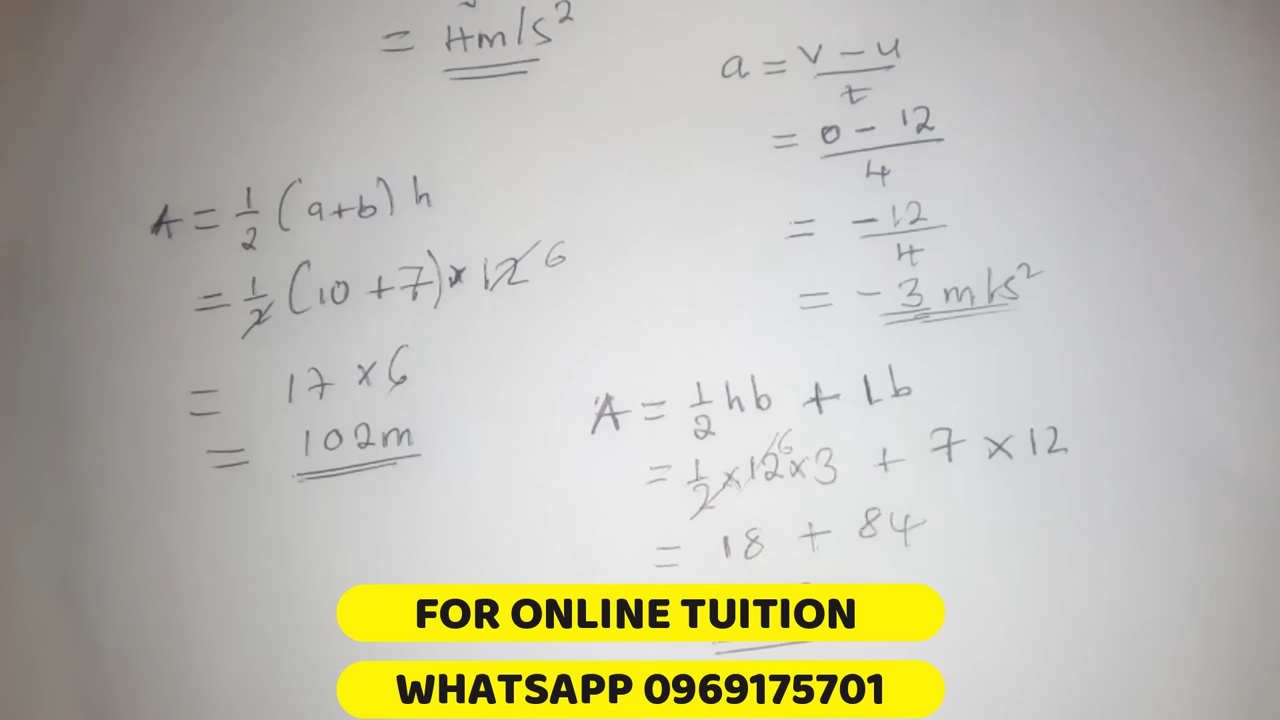 = 4m/s²
a = v - u / t
= 0 - 12 / 4
= -12 / 4
= -3 m/s²
A = 1/2 (a+b) h
= 1/2 (10 + 7) × 12 6
= 17 × 6
= 102m
A = 1/2 hb + lb
= 1/2 × 12 6 × 3 + 7 × 12
= 18 + 84
FOR ONLINE TUITION
WHATSAPP 0969175701